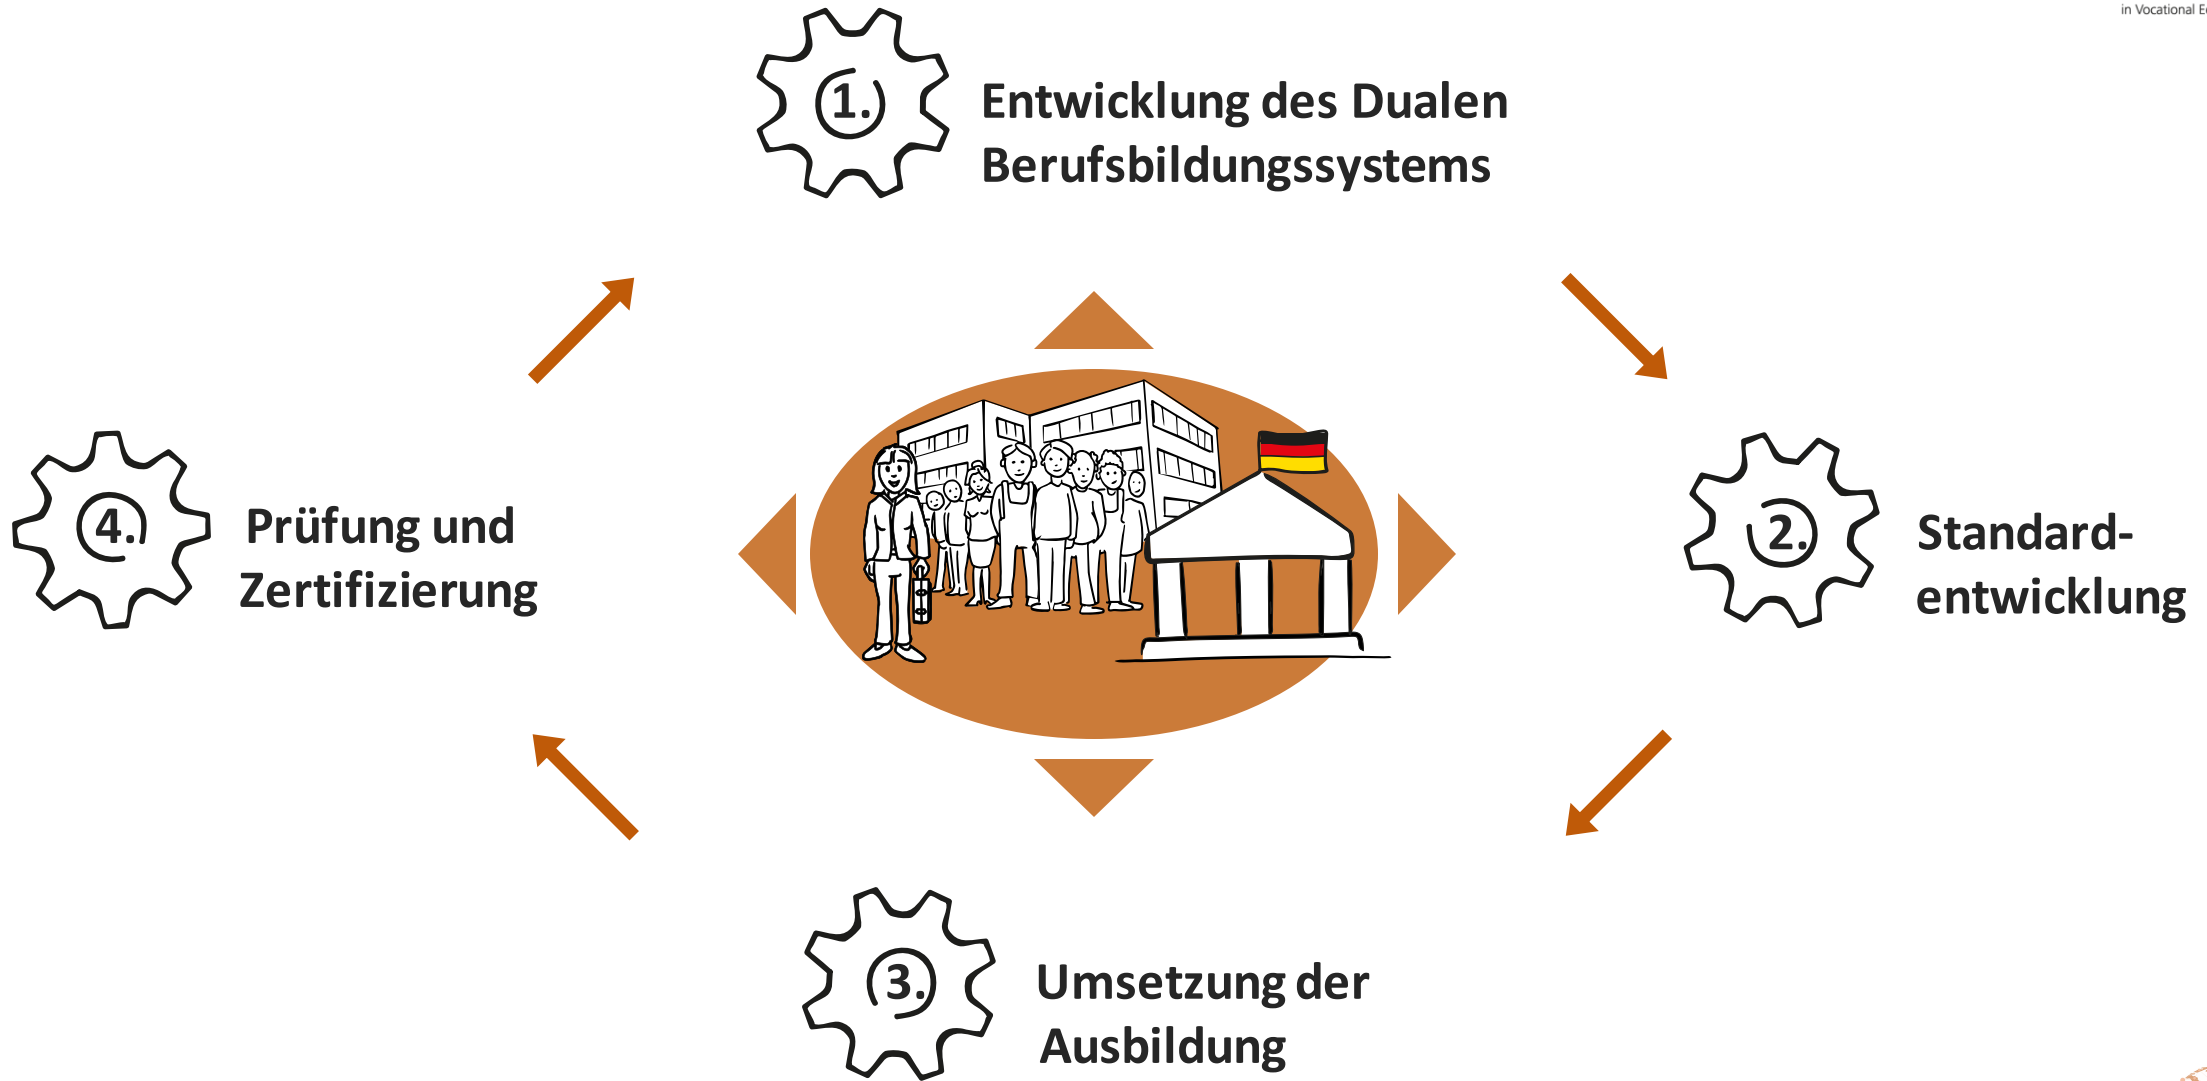 in Vocational
1. Entwicklung des Dualen
Berufsbildungssystems
2. Standard-
entwicklung
3. Umsetzung der
Ausbildung
4. Prüfung und
Zertifizierung